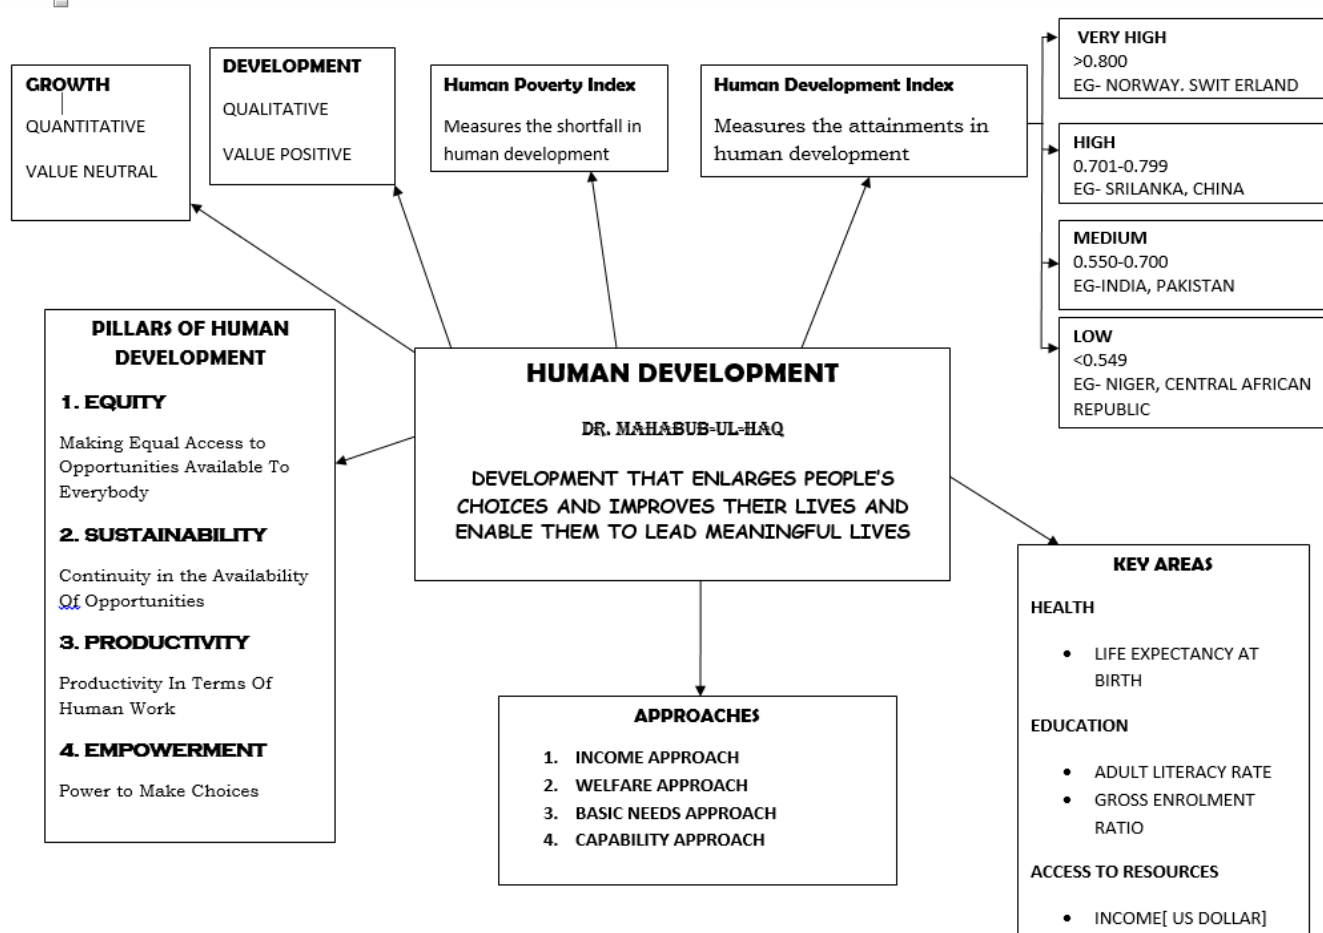 GROWTH
QUANTITATIVE
VALUE NEUTRAL
DEVELOPMENT
QUALITATIVE
VALUE POSITIVE
Human Poverty Index
Measures the shortfall in
human development
Human Development Index
Measures the attainments in
human development
VERY HIGH
>0.800
EG- NORWAY. SWIT ERLAND
HIGH
0.701-0.799
EG- SRILANKA, CHINA
MEDIUM
0.550-0.700
EG-INDIA, PAKISTAN
LOW
<0.549
EG- NIGER, CENTRAL AFRICAN
REPUBLIC
PILLARS OF HUMAN
DEVELOPMENT
1. EQUITY
Making Equal Access to
Opportunities Available To
Everybody
2. SUSTAINABILITY
Continuity in the Availability
Of Opportunities
3. PRODUCTIVITY
Productivity In Terms Of
Human Work
4. EMPOWERMENT
Power to Make Choices
HUMAN DEVELOPMENT
DR. MAHABUB-UL-HAQ
DEVELOPMENT THAT ENLARGES PEOPLE'S
CHOICES AND IMPROVES THEIR LIVES AND
ENABLE THEM TO LEAD MEANINGFUL LIVES
APPROACHES
1. INCOME APPROACH
2. WELFARE APPROACH
3. BASIC NEEDS APPROACH
4. CAPABILITY APPROACH
KEY AREAS
HEALTH
• LIFE EXPECTANCY AT
BIRTH
EDUCATION
• ADULT LITERACY RATE
• GROSS ENROLMENT
RATIO
ACCESS TO RESOURCES
• INCOME[ US DOLLAR]